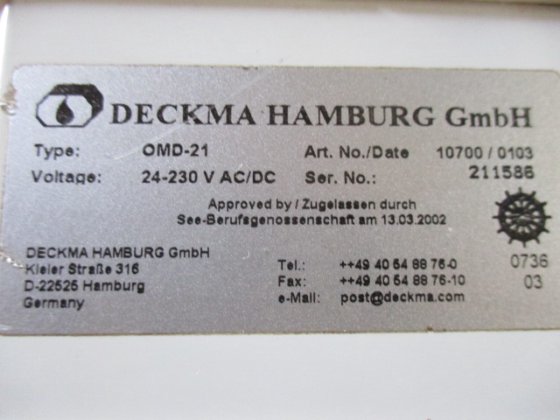 DECKMA HAMBURG GmbH
Type: OMD-21 Art. No./Date 10700 / 0103
Voltage: 24-230 V AC/DC Ser. No.: 211586
Approved by / Zugelassen durch
See-Berufsgenossenschaft am 13.03.2002
DECKMA HAMBURG GmbH
Kieler Straße 316
D-22525 Hamburg
Germany
Tel.: ++49 40 54 88 76-0
Fax: ++49 40 54 88 76-10
e-Mail: post@deckma.com
0736
03